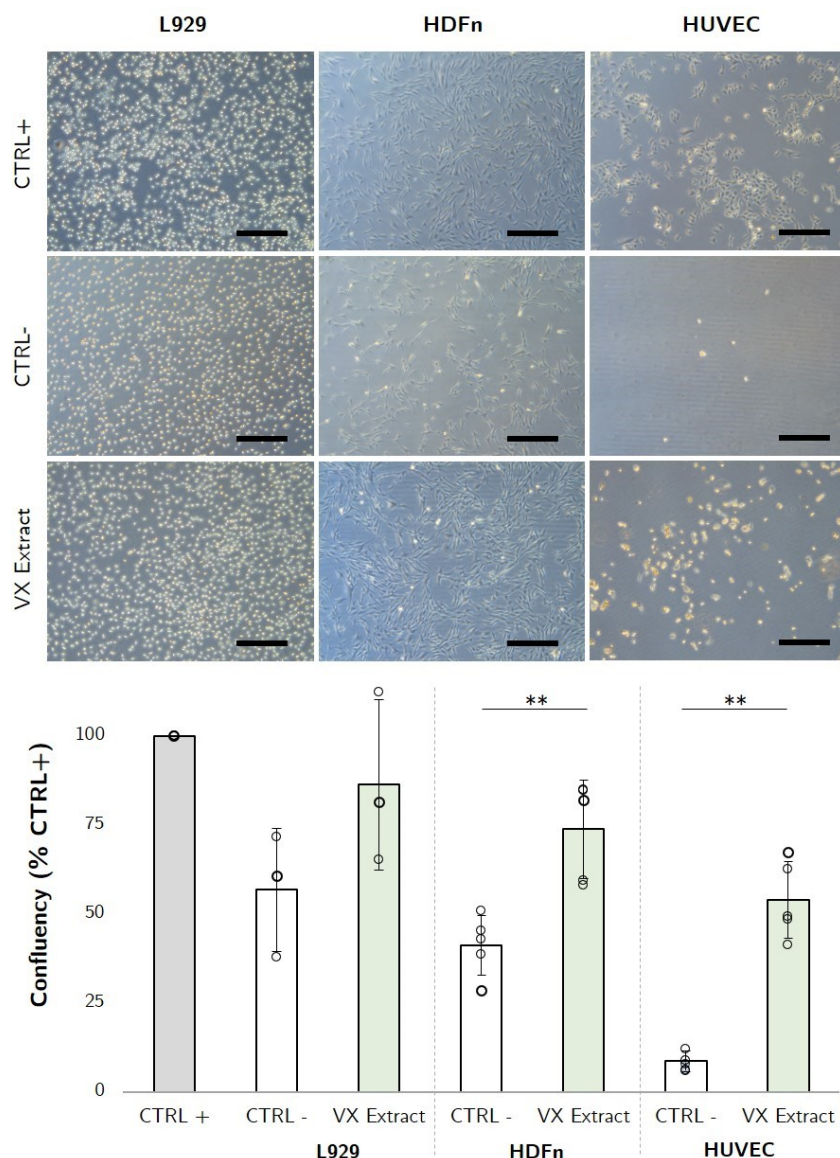 L929 HDFn HUVEC
CTRL+
CTRL-
VX Extract
** **
100
75
50
25
0
Confluency (% CTRL+)
CTRL + CTRL - VX Extract CTRL - VX Extract CTRL - VX Extract
L929 HDFn HUVEC